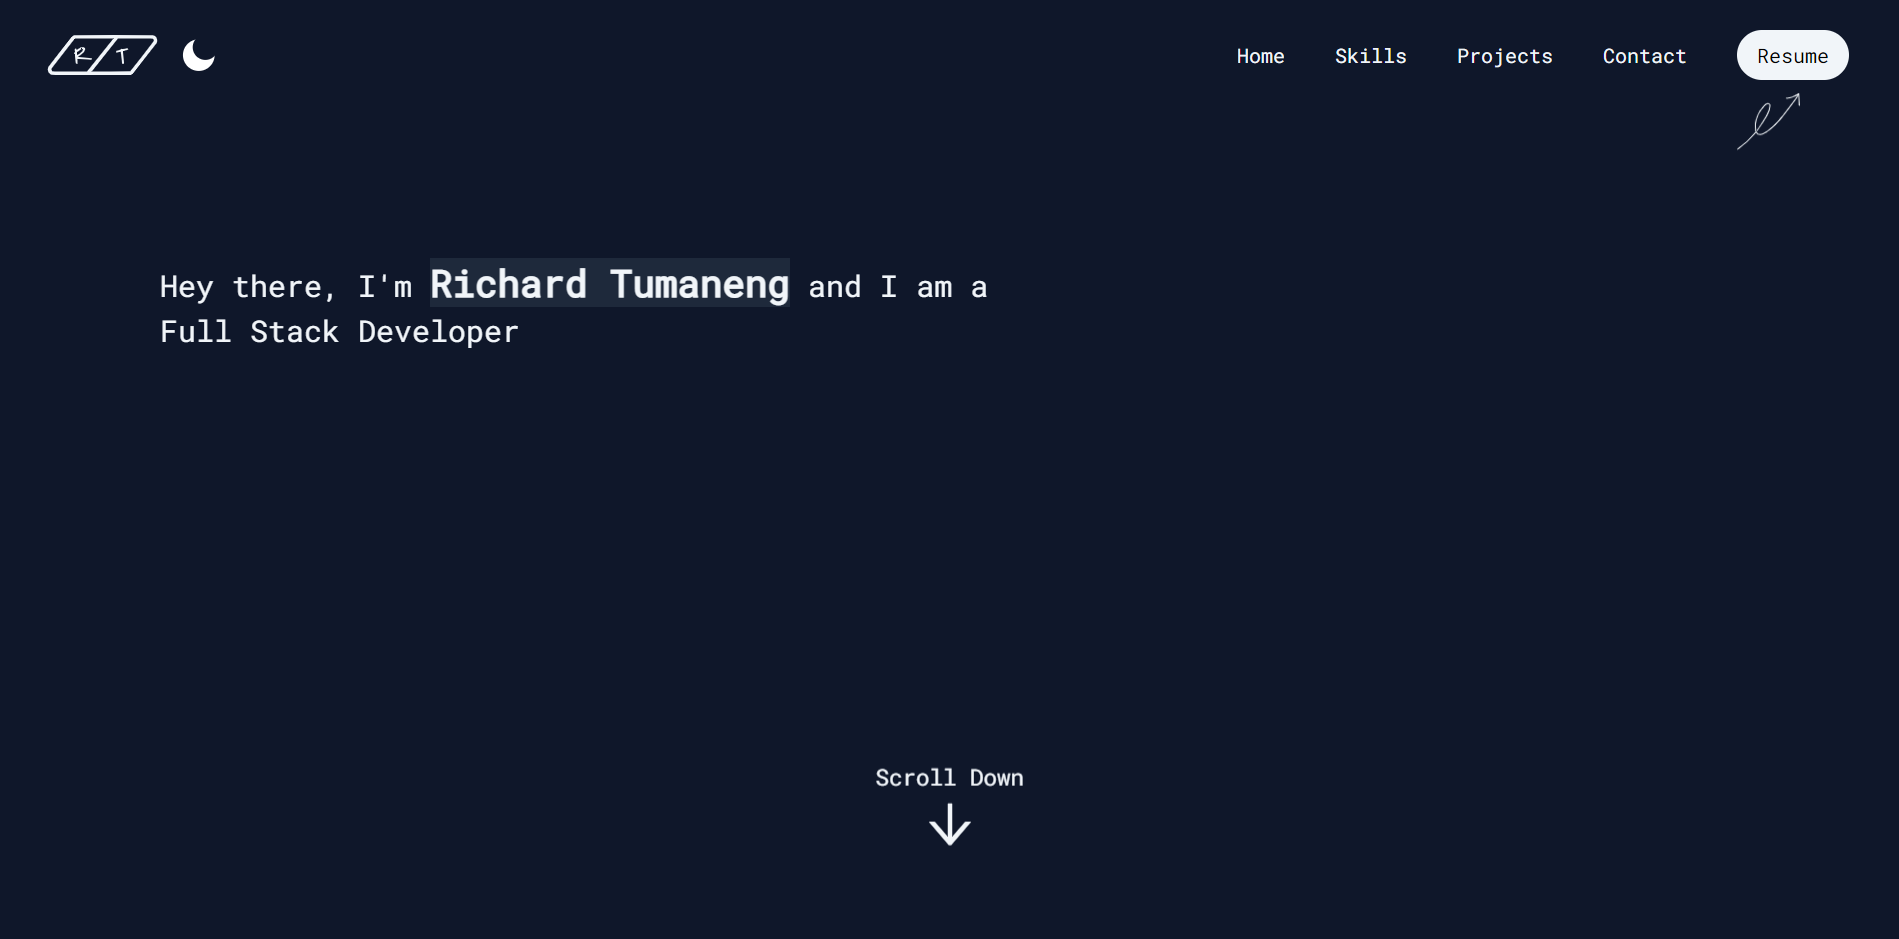 R T
Home Skills Projects Contact Resume
Hey there, I'm Richard Tumaneng and I am a
Full Stack Developer
Scroll Down